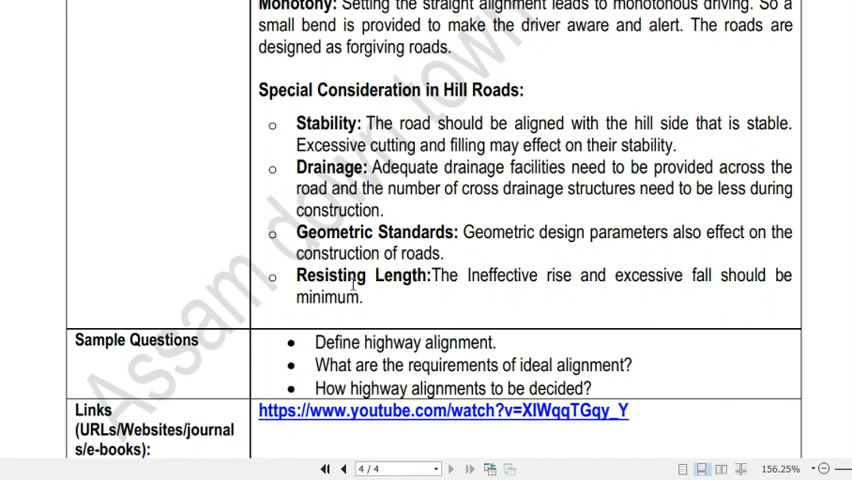 Monotony: Setting the straight alignment leads to monotonous driving. So a
small bend is provided to make the driver aware and alert. The roads are
designed as forgiving roads.
Special Consideration in Hill Roads:
o Stability: The road should be aligned with the hill side that is stable.
Excessive cutting and filling may effect on their stability.
o Drainage: Adequate drainage facilities need to be provided across the
road and the number of cross drainage structures need to be less during
construction.
o Geometric Standards: Geometric design parameters also effect on the
construction of roads.
o Resisting Length:The Ineffective rise and excessive fall should be
minimum.
Sample Questions
• Define highway alignment.
• What are the requirements of ideal alignment?
• How highway alignments to be decided?
Links
(URLs/Websites/journal
s/e-books):
https://www.youtube.com/watch?v=XIWqqTGqy_Y
Assam down town
4 / 4
156.25%